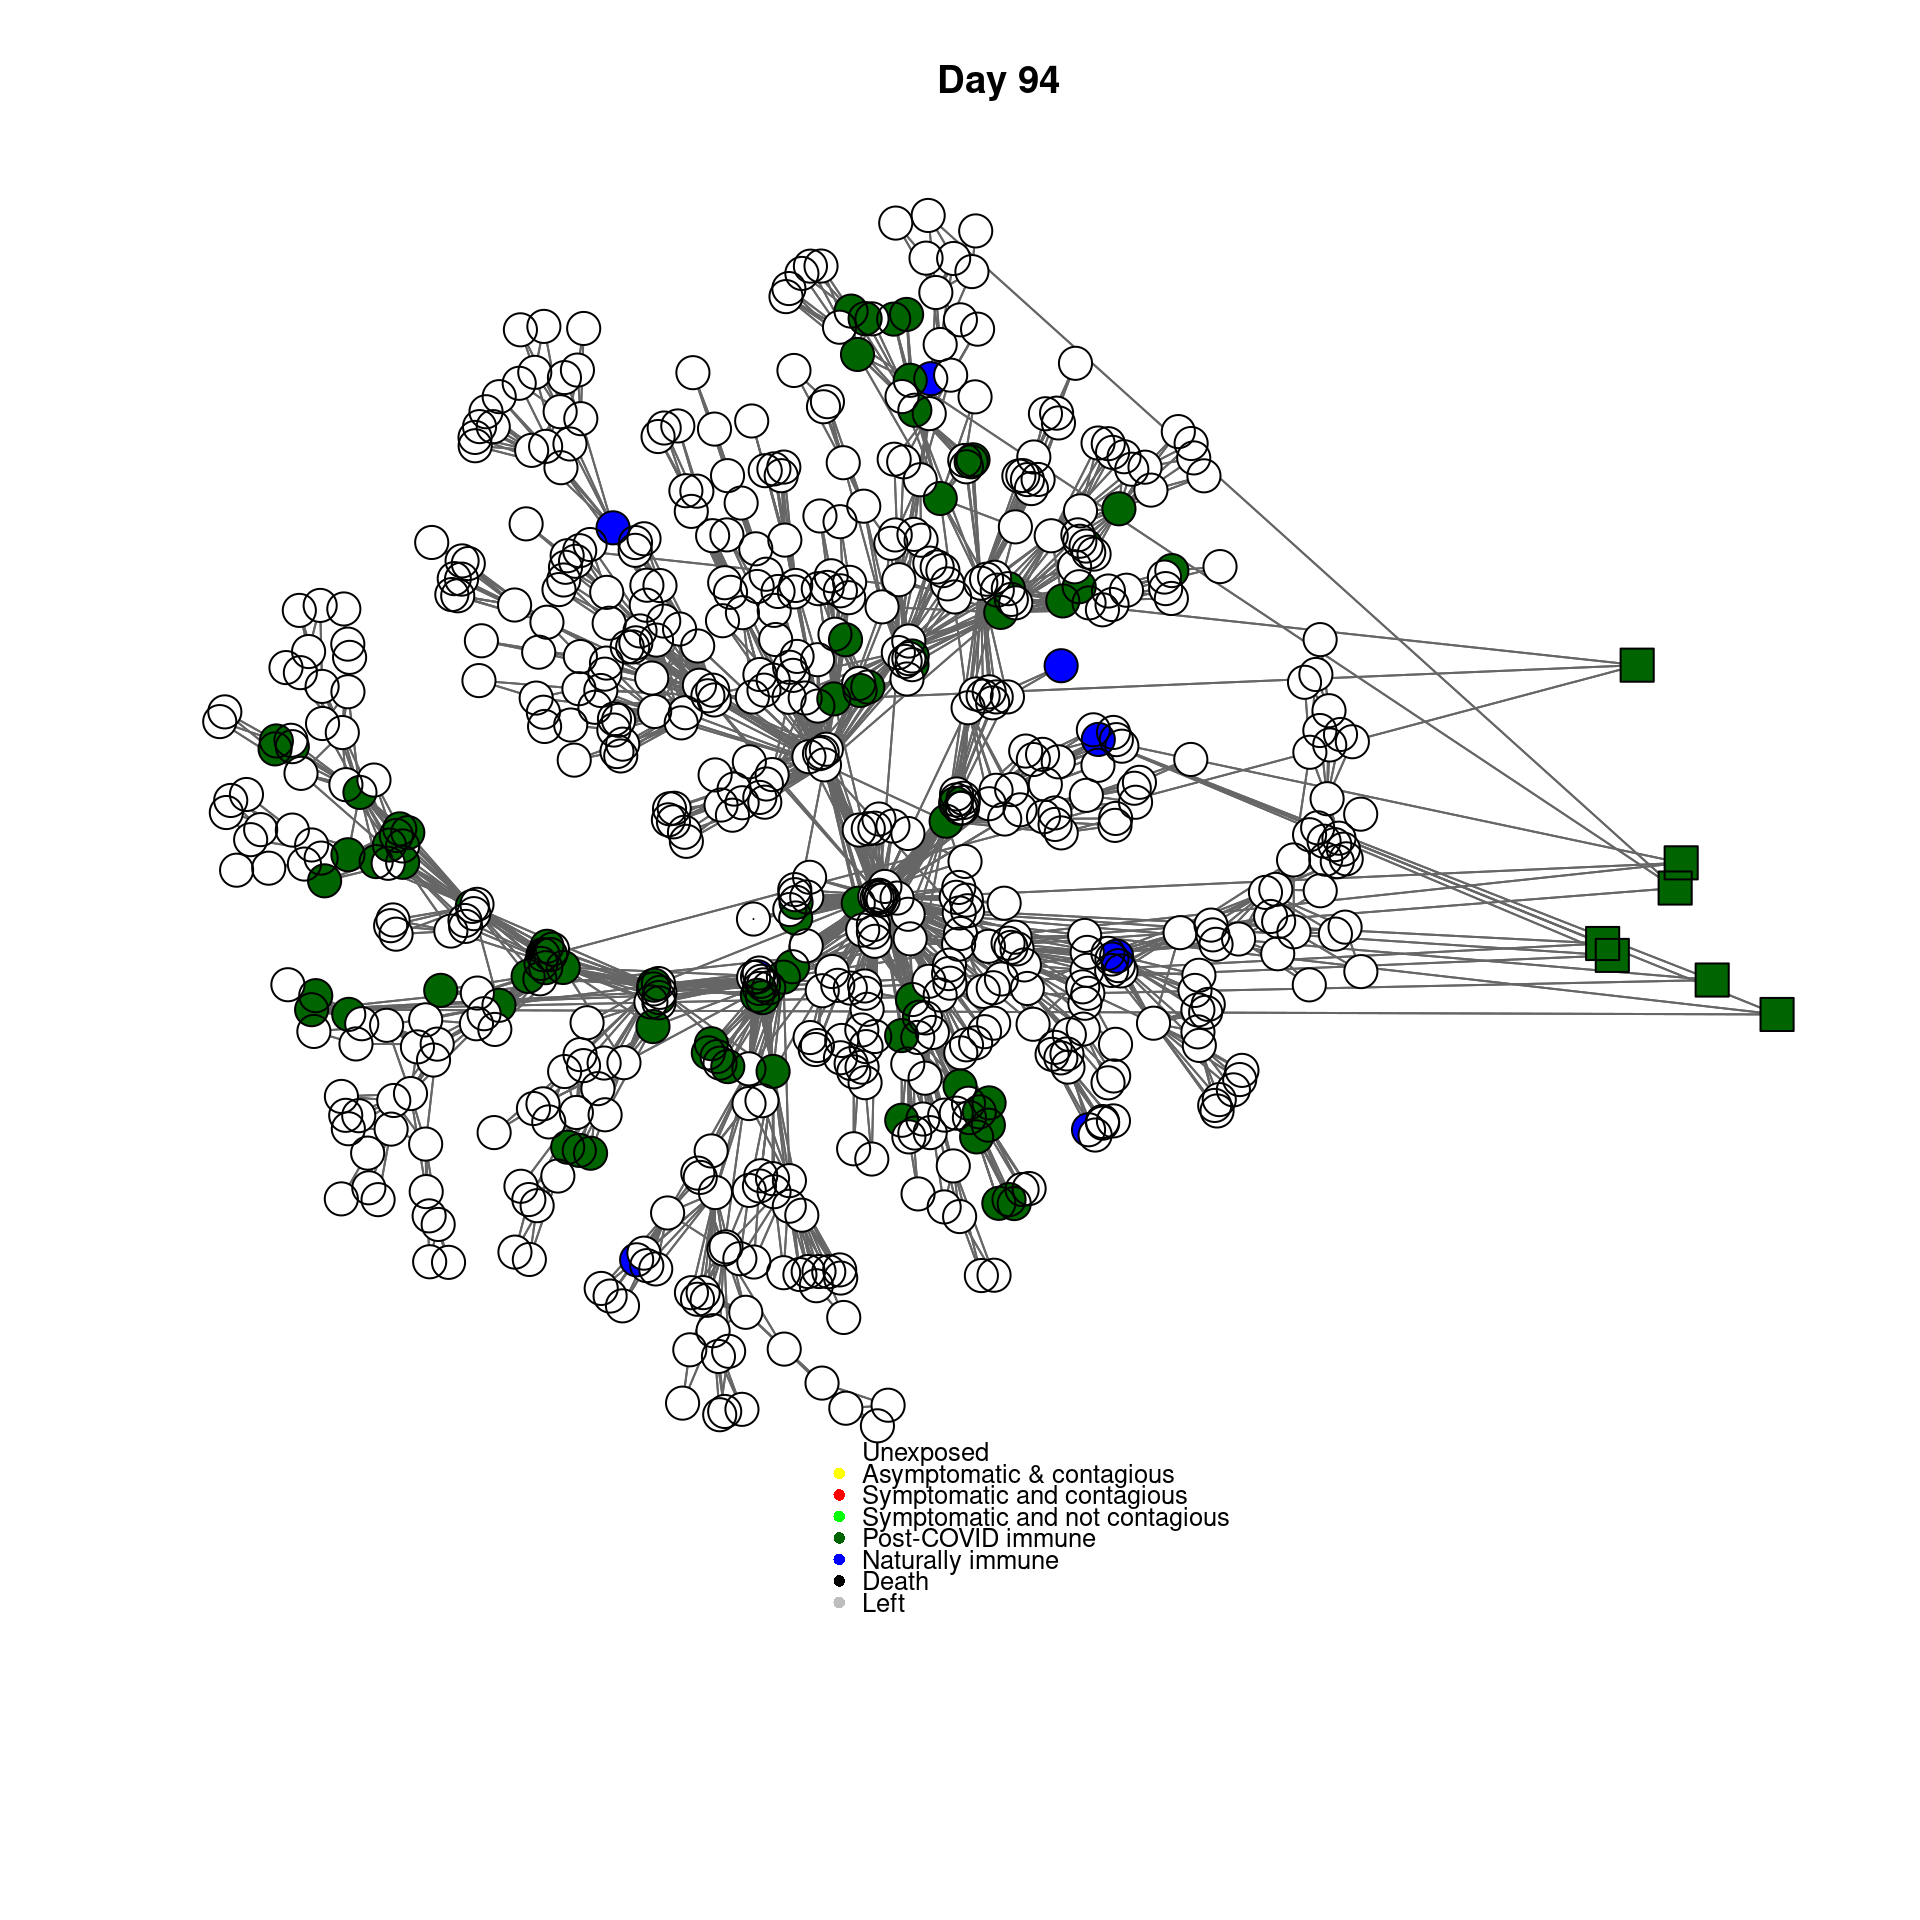 Day 94
Unexposed
Asymptomatic & contagious
Symptomatic and contagious
Symptomatic and not contagious
Post-COVID immune
Naturally immune
Death
Left